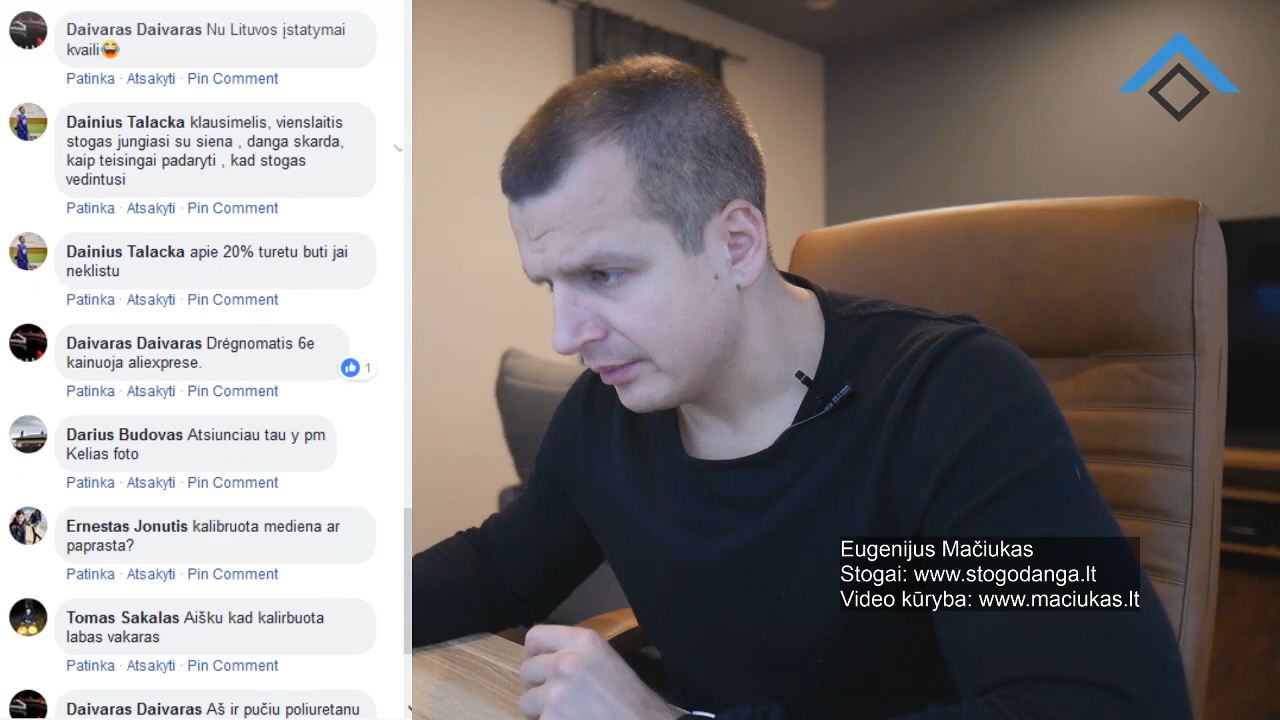 Daivaras Daivaras Nu Lituvos įstatymai
kvaili😂
Patinka · Atsakyti · Pin Comment
Dainius Talacka klausimelis, vienslaitis
stogas jungiasi su siena , danga skarda,
kaip teisingai padaryti , kad stogas
vedintusi
Patinka · Atsakyti · Pin Comment
Dainius Talacka apie 20% turetu buti jai
neklistu
Patinka · Atsakyti · Pin Comment
Daivaras Daivaras Drėgnomatis 6e
kainuoja aliexprese.
1
Patinka · Atsakyti · Pin Comment
Darius Budovas Atsiunciau tau y pm
Kelias foto
Patinka · Atsakyti · Pin Comment
Ernestas Jonutis kalibruota mediena ar
paprasta?
Patinka · Atsakyti · Pin Comment
Tomas Sakalas Aišku kad kalirbuota
labas vakaras
Patinka · Atsakyti · Pin Comment
Daivaras Daivaras Aš ir pučiu poliuretanu
Eugenijus Mačiukas
Stogai: www.stogodanga.lt
Video kūryba: www.maciukas.lt